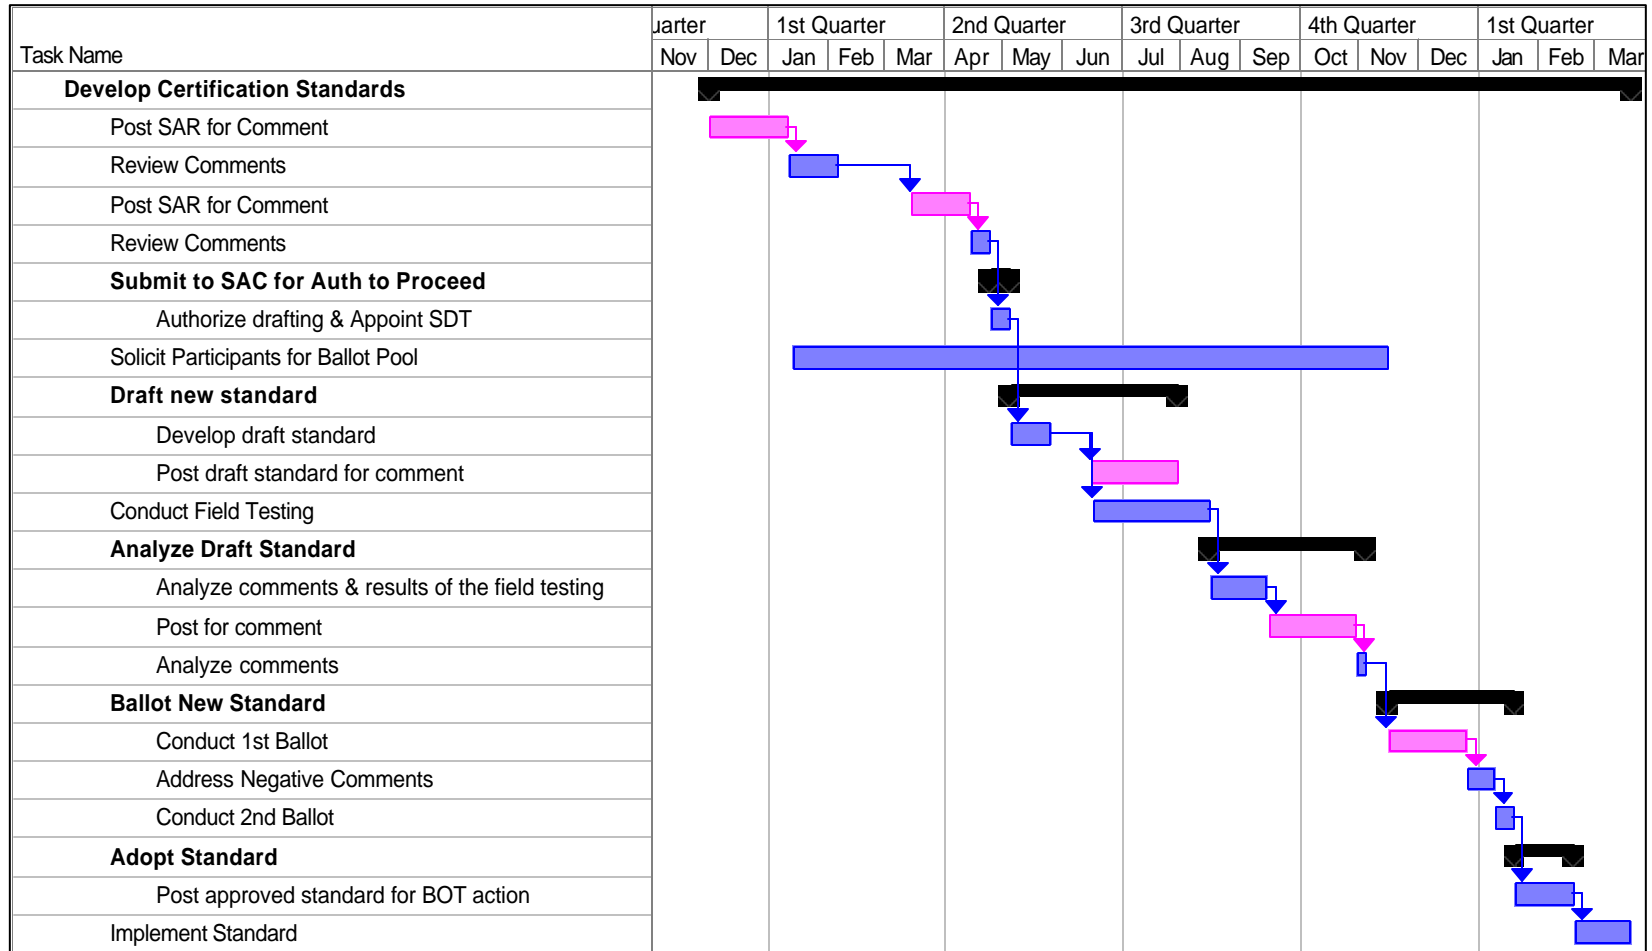 uarter 1st Quarter 2nd Quarter 3rd Quarter 4th Quarter 1st Quarter
Task Name Nov Dec Jan Feb Mar Apr May Jun Jul Aug Sep Oct Nov Dec Jan Feb Mar
Develop Certification Standards
Post SAR for Comment
Review Comments
Post SAR for Comment
Review Comments
Submit to SAC for Auth to Proceed
Authorize drafting & Appoint SDT
Solicit Participants for Ballot Pool
Draft new standard
Develop draft standard
Post draft standard for comment
Conduct Field Testing
Analyze Draft Standard
Analyze comments & results of the field testing
Post for comment
Analyze comments
Ballot New Standard
Conduct 1st Ballot
Address Negative Comments
Conduct 2nd Ballot
Adopt Standard
Post approved standard for BOT action
Implement Standard